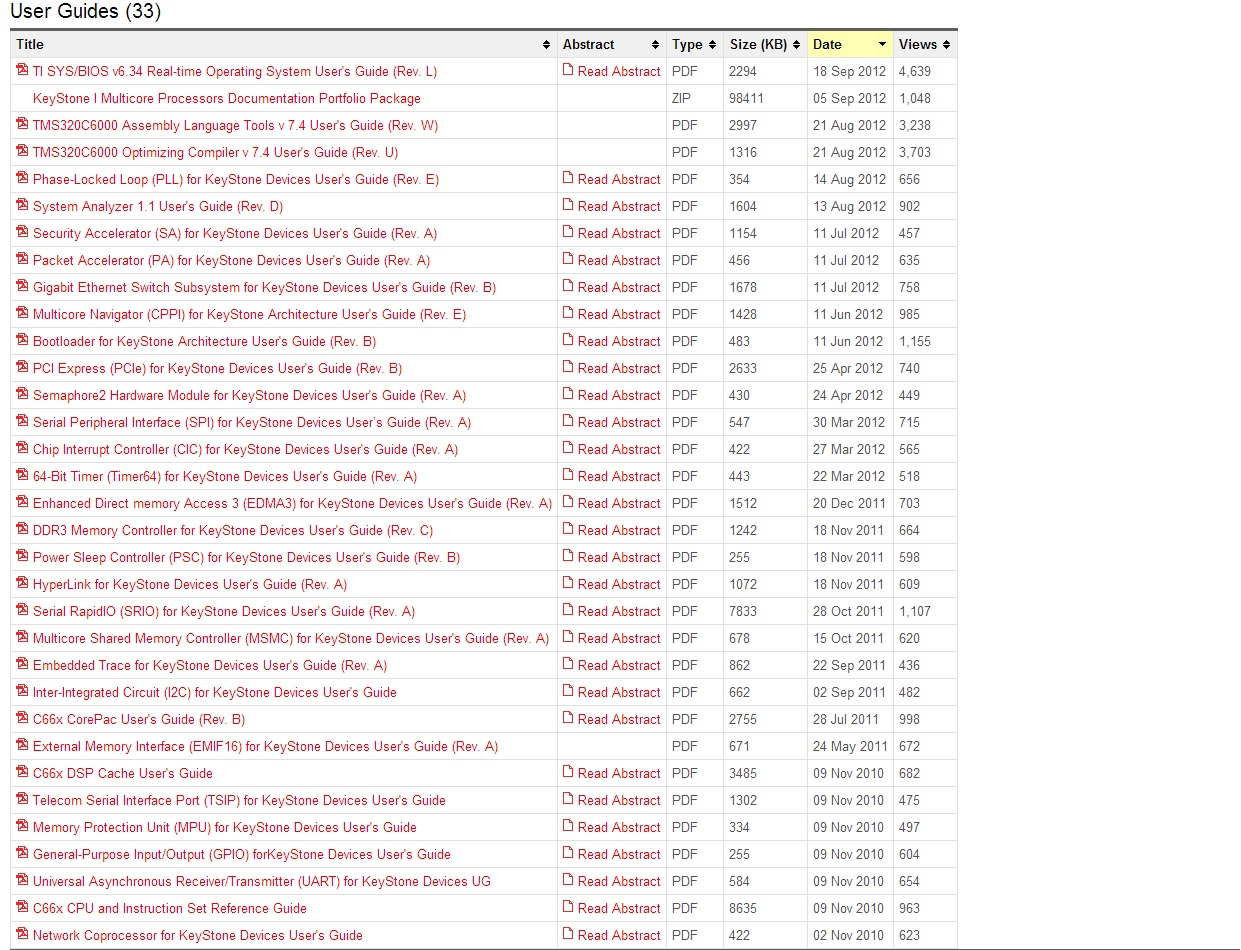 User Guides (33)
Title Abstract Type Size (KB) Date Views
TI SYS/BIOS v6.34 Real-time Operating System User's Guide (Rev. L) Read Abstract PDF 2294 18 Sep 2012 4,639
KeyStone I Multicore Processors Documentation Portfolio Package ZIP 98411 05 Sep 2012 1,048
TMS320C6000 Assembly Language Tools v 7.4 User's Guide (Rev. W) PDF 2997 21 Aug 2012 3,238
TMS320C6000 Optimizing Compiler v 7.4 User's Guide (Rev. U) PDF 1316 21 Aug 2012 3,703
Phase-Locked Loop (PLL) for KeyStone Devices User's Guide (Rev. E) Read Abstract PDF 354 14 Aug 2012 656
System Analyzer 1.1 User's Guide (Rev. D) Read Abstract PDF 1604 13 Aug 2012 902
Security Accelerator (SA) for KeyStone Devices User's Guide (Rev. A) Read Abstract PDF 1154 11 Jul 2012 457
Packet Accelerator (PA) for KeyStone Devices User's Guide (Rev. A) Read Abstract PDF 456 11 Jul 2012 635
Gigabit Ethernet Switch Subsystem for KeyStone Devices User's Guide (Rev. B) Read Abstract PDF 1678 11 Jul 2012 758
Multicore Navigator (CPPI) for KeyStone Architecture User's Guide (Rev. E) Read Abstract PDF 1428 11 Jun 2012 985
Bootloader for KeyStone Architecture User's Guide (Rev. B) Read Abstract PDF 483 11 Jun 2012 1,155
PCI Express (PCIe) for KeyStone Devices User's Guide (Rev. B) Read Abstract PDF 2633 25 Apr 2012 740
Semaphore2 Hardware Module for KeyStone Devices User's Guide (Rev. A) Read Abstract PDF 430 24 Apr 2012 449
Serial Peripheral Interface (SPI) for KeyStone Devices User's Guide (Rev. A) Read Abstract PDF 547 30 Mar 2012 715
Chip Interrupt Controller (CIC) for KeyStone Devices User's Guide (Rev. A) Read Abstract PDF 422 27 Mar 2012 565
64-Bit Timer (Timer64) for KeyStone Devices User's Guide (Rev. A) Read Abstract PDF 443 22 Mar 2012 518
Enhanced Direct memory Access 3 (EDMA3) for KeyStone Devices User's Guide (Rev. A) Read Abstract PDF 1512 20 Dec 2011 703
DDR3 Memory Controller for KeyStone Devices User's Guide (Rev. C) Read Abstract PDF 1242 18 Nov 2011 664
Power Sleep Controller (PSC) for KeyStone Devices User's Guide (Rev. B) Read Abstract PDF 255 18 Nov 2011 598
HyperLink for KeyStone Devices User's Guide (Rev. A) Read Abstract PDF 1072 18 Nov 2011 609
Serial RapidIO (SRIO) for KeyStone Devices User's Guide (Rev. A) Read Abstract PDF 7833 28 Oct 2011 1,107
Multicore Shared Memory Controller (MSMC) for KeyStone Devices User's Guide (Rev. A) Read Abstract PDF 678 15 Oct 2011 620
Embedded Trace for KeyStone Devices User's Guide (Rev. A) Read Abstract PDF 862 22 Sep 2011 436
Inter-Integrated Circuit (I2C) for KeyStone Devices User's Guide Read Abstract PDF 662 02 Sep 2011 482
C66x CorePac User's Guide (Rev. B) Read Abstract PDF 2755 28 Jul 2011 998
External Memory Interface (EMIF16) for KeyStone Devices User's Guide (Rev. A) PDF 671 24 May 2011 672
C66x DSP Cache User's Guide Read Abstract PDF 3485 09 Nov 2010 682
Telecom Serial Interface Port (TSIP) for KeyStone Devices User's Guide Read Abstract PDF 1302 09 Nov 2010 475
Memory Protection Unit (MPU) for KeyStone Devices User's Guide Read Abstract PDF 334 09 Nov 2010 497
General-Purpose Input/Output (GPIO) forKeyStone Devices User's Guide Read Abstract PDF 255 09 Nov 2010 604
Universal Asynchronous Receiver/Transmitter (UART) for KeyStone Devices UG Read Abstract PDF 584 09 Nov 2010 654
C66x CPU and Instruction Set Reference Guide Read Abstract PDF 8635 09 Nov 2010 963
Network Coprocessor for KeyStone Devices User's Guide Read Abstract PDF 422 02 Nov 2010 623